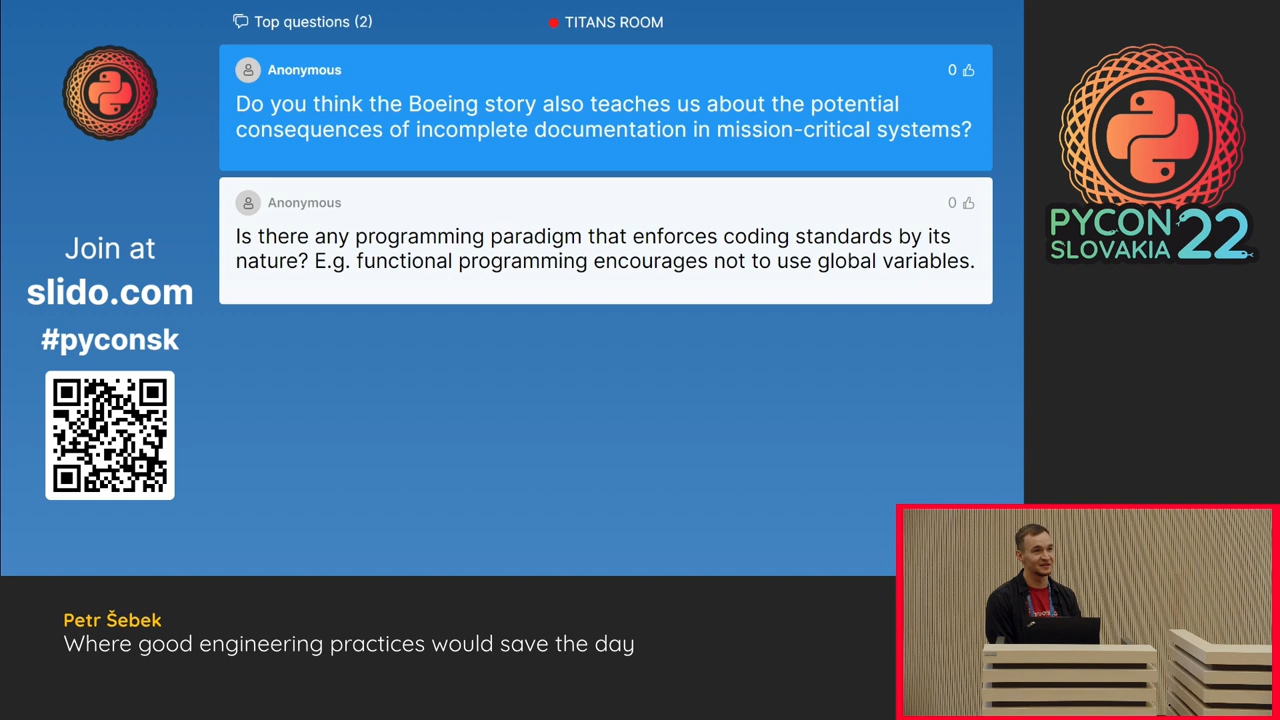 Top questions (2)
TITANS ROOM
Anonymous
0
Do you think the Boeing story also teaches us about the potential
consequences of incomplete documentation in mission-critical systems?
Anonymous
0
Is there any programming paradigm that enforces coding standards by its
nature? E.g. functional programming encourages not to use global variables.
Join at
slido.com
#pyconsk
PYCON
SLOVAKIA
22
Petr Šebek
Where good engineering practices would save the day